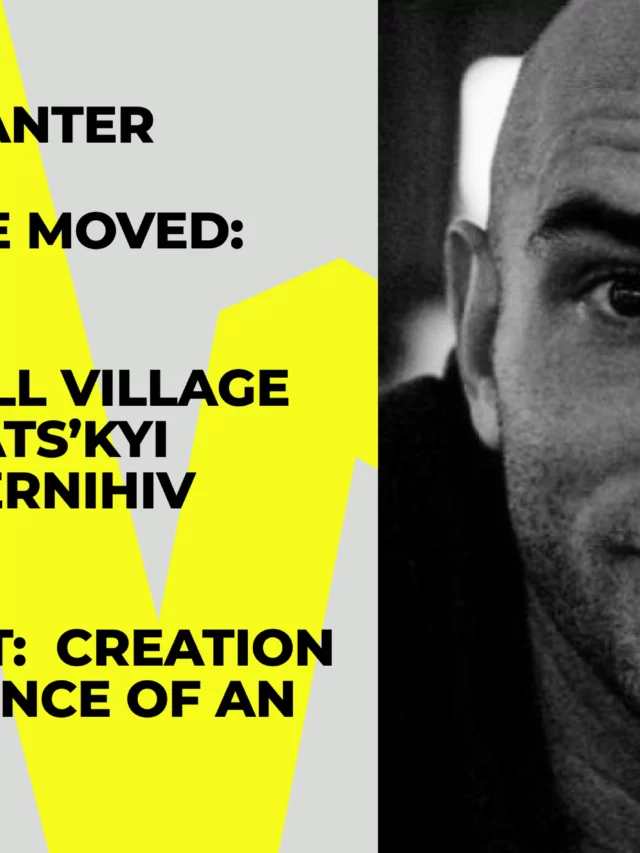 ANTER
E MOVED:
LL VILLAGE
ATS’KYI
ERNIHIV
T: CREATION
NCE OF AN